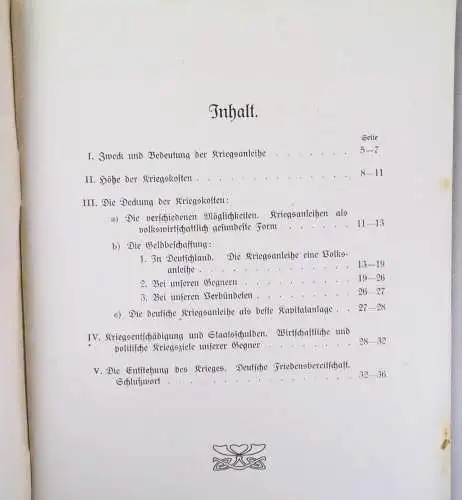 Inhalt.
Seite
I. Zweck und Bedeutung der Kriegsanleihe . . . . . . . 5—7
II. Höhe der Kriegskosten . . . . . . . . . . . . . 8—11
III. Die Deckung der Kriegskosten:
a) Die verschiedenen Möglichkeiten. Kriegsanleihen als
volkswirtschaftlich gesundeste Form . . . . . . 11—13
b) Die Geldbeschaffung:
1. In Deutschland. Die Kriegsanleihe eine Volks-
anleihe . . . . . . . . . . . . . . . 13—19
2. Bei unseren Gegnern . . . . . . . . . . 19—26
3. Bei unseren Verbündeten . . . . . . . . 26—27
c) Die deutsche Kriegsanleihe als beste Kapitalanlage . 27—28
IV. Kriegsentschädigung und Staatsschulden. Wirtschaftliche und
politische Kriegsziele unserer Gegner . . . . . . . 28—32
V. Die Entstehung des Krieges. Deutsche Friedensbereitschaft.
Schlußwort . . . . . . . . . . . . . . . . 32—36